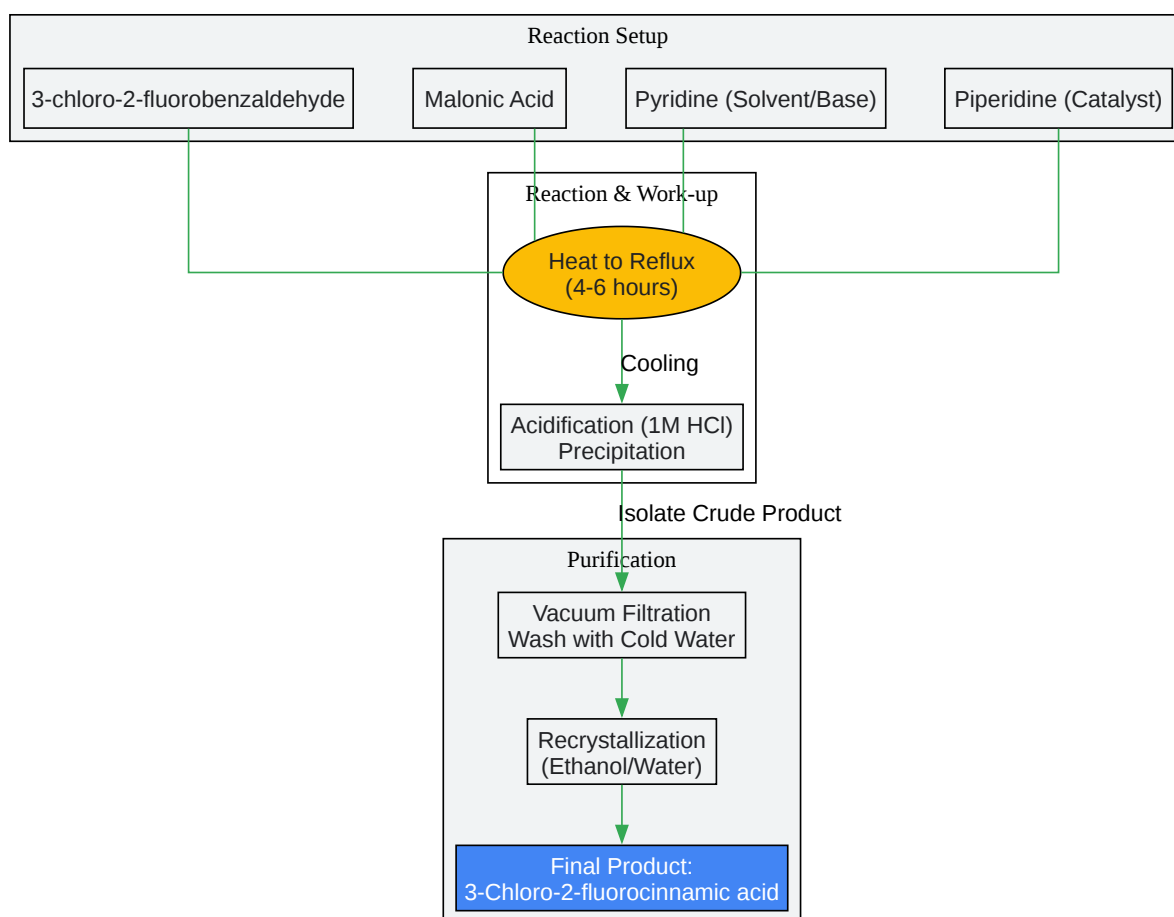 Reaction Setup
3-chloro-2-fluorobenzaldehyde
Malonic Acid
Pyridine (Solvent/Base)
Piperidine (Catalyst)
Reaction & Work-up
Heat to Reflux
(4-6 hours)
Cooling
Acidification (1M HCl)
Precipitation
Isolate Crude Product
Purification
Vacuum Filtration
Wash with Cold Water
Recrystallization
(Ethanol/Water)
Final Product:
3-Chloro-2-fluorocinnamic acid